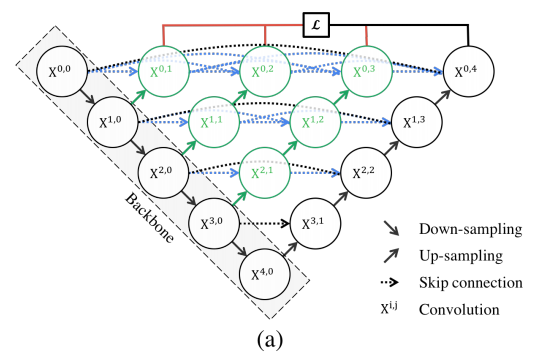 𝓛
X^0,0
X^0,1
X^0,2
X^0,3
X^0,4
X^1,0
X^1,1
X^1,2
X^1,3
X^2,0
X^2,1
X^2,2
X^3,0
X^3,1
X^4,0
Backbone
Down-sampling
Up-sampling
Skip connection
X^i,j Convolution
(a)